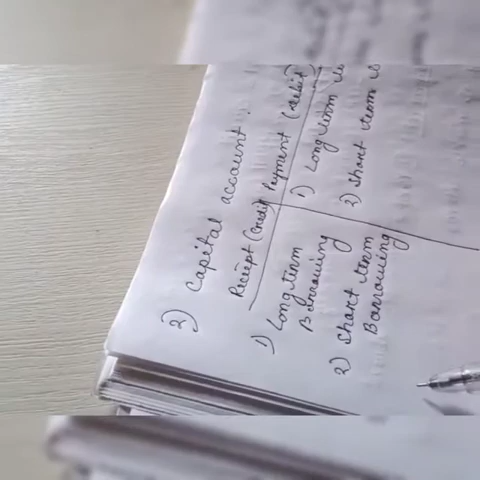 2) Capital account.
Receipt (Credit) Payment (Debit)
1) Long term
Borrowing
2) Short term
Borrowing
1) Long term
2) Short term